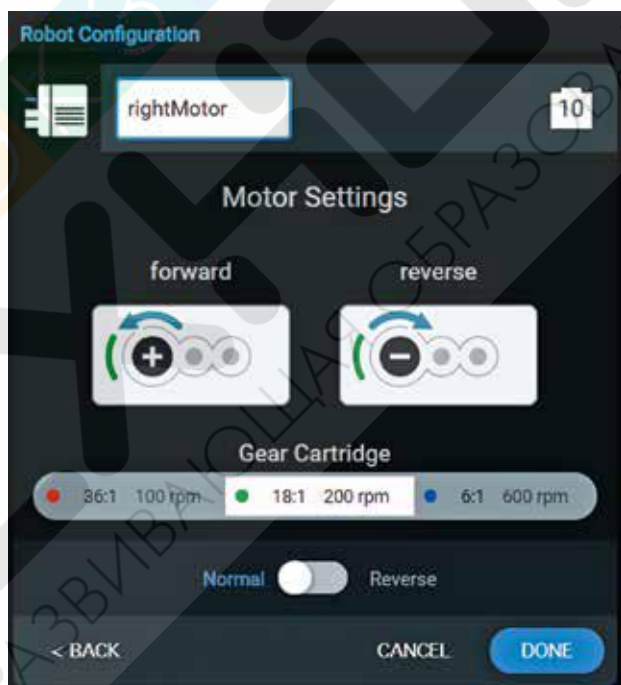 Robot Configuration
rightMotor 10
Motor Settings
forward reverse
Gear Cartridge
36:1 100 rpm 18:1 200 rpm 6:1 600 rpm
Normal Reverse
< BACK CANCEL DONE